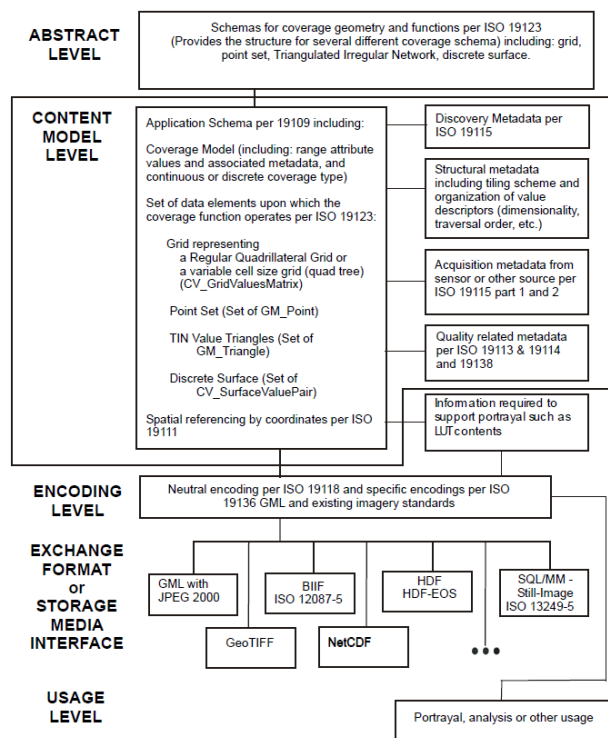 ABSTRACT
LEVEL
Schemas for coverage geometry and functions per ISO 19123
(Provides the structure for several different coverage schema) including: grid,
point set, Triangulated Irregular Network, discrete surface.
CONTENT
MODEL
LEVEL
Application Schema per 19109 including:
Coverage Model (including: range attribute
values and associated metadata, and
continuous or discrete coverage type)
Set of data elements upon which the
coverage function operates per ISO 19123:
Grid representing
a Regular Quadrillateral Grid or
a variable cell size grid (quad tree)
(CV_GridValuesMatrix)
Point Set (Set of GM_Point)
TIN Value Triangles (Set of
GM_Triangle)
Discrete Surface (Set of
CV_SurfaceValuePair)
Spatial referencing by coordinates per ISO
19111
Discovery Metadata per
ISO 19115
Structural metadata
including tiling scheme and
organization of value
descriptors (dimensionality,
traversal order, etc.)
Acquisition metadata from
sensor or other source per
ISO 19115 part 1 and 2
Quality related metadata
per ISO 19113 & 19114
and 19138
Information required to
support portrayal such as
LUT contents
ENCODING
LEVEL
Neutral encoding per ISO 19118 and specific encodings per ISO
19136 GML and existing imagery standards
EXCHANGE
FORMAT
or
STORAGE
MEDIA
INTERFACE
GML with
JPEG 2000
BIIF
ISO 12087-5
HDF
HDF-EOS
SQL/MM -
Still-Image
ISO 13249-5
GeoTIFF
NetCDF
•••
USAGE
LEVEL
Portrayal, analysis or other usage